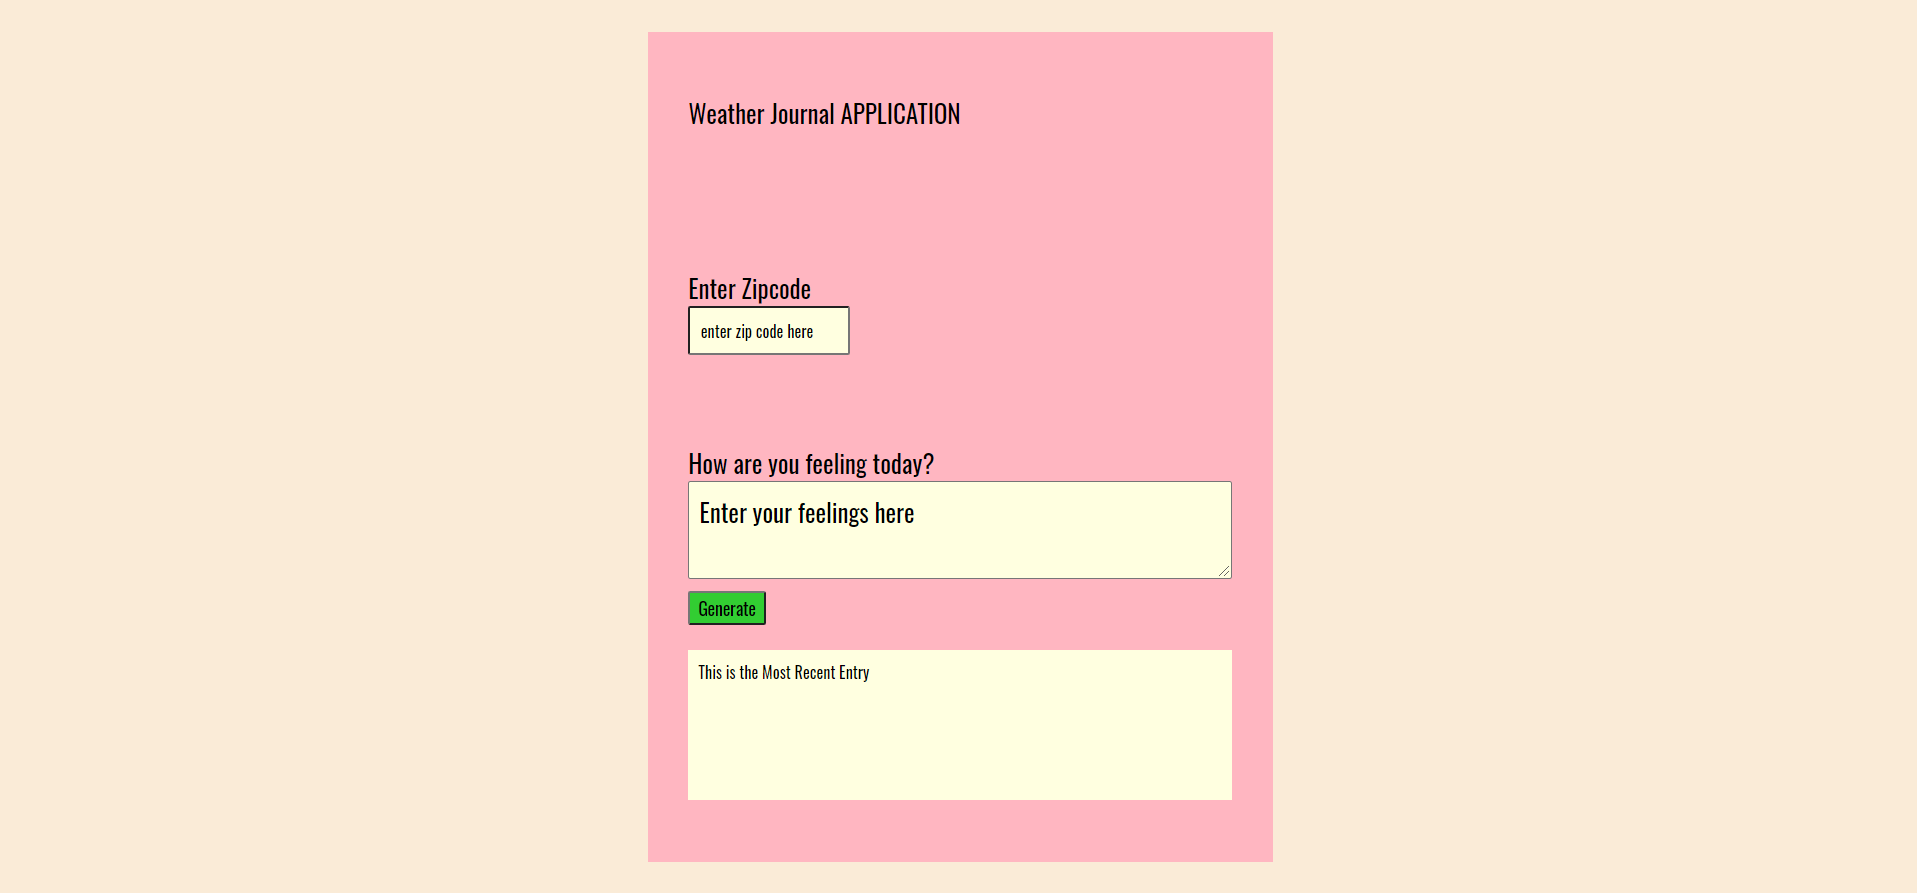 Weather Journal APPLICATION
Enter Zipcode
enter zip code here
How are you feeling today?
Enter your feelings here
Generate
This is the Most Recent Entry